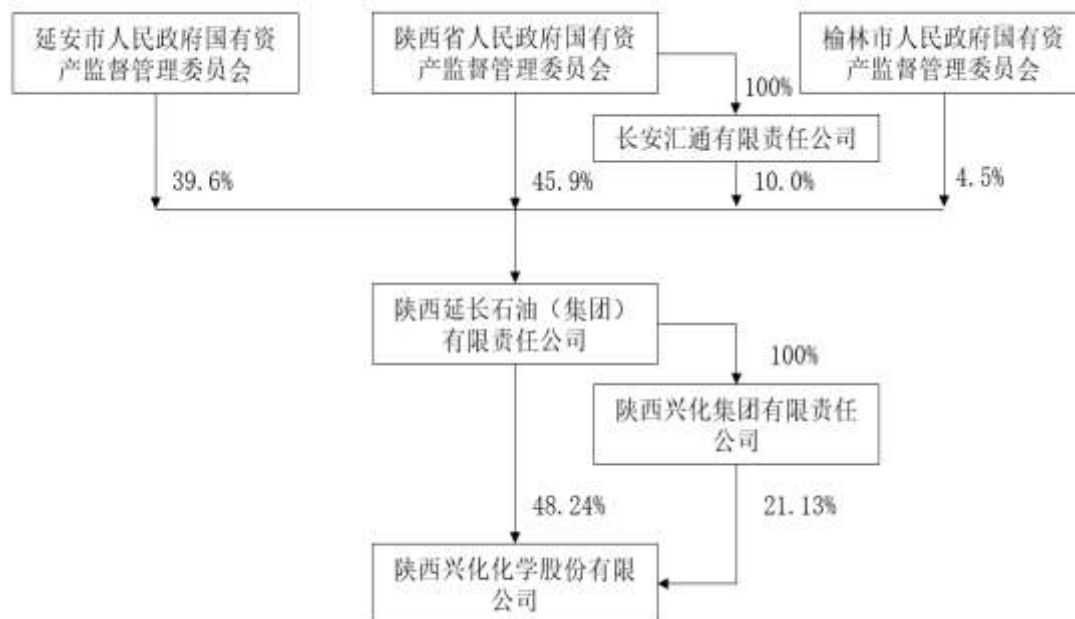 延安市人民政府国有资
产监督管理委员会
陕西省人民政府国有资
产监督管理委员会
榆林市人民政府国有资
产监督管理委员会
100%
长安汇通有限责任公司
39.6%
45.9%
10.0%
4.5%
陕西延长石油（集团）
有限责任公司
100%
陕西兴化集团有限责任
公司
48.24%
21.13%
陕西兴化化学股份有限
公司